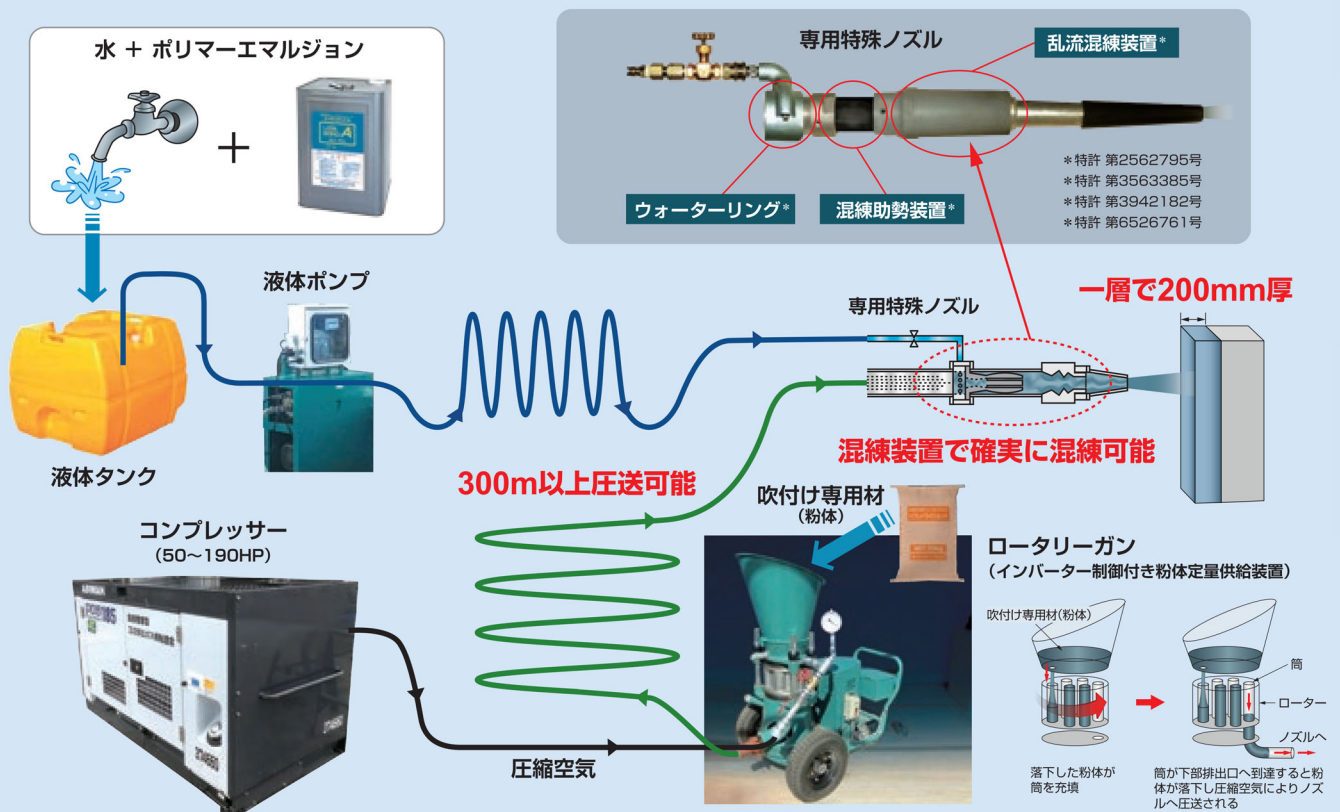 水 + ポリマーエマルジョン
専用特殊ノズル
乱流混練装置*
ウォーターリング*
混練助勢装置*
*特許 第2562795号
*特許 第3563385号
*特許 第3942182号
*特許 第6526761号
液体ポンプ
専用特殊ノズル
一層で200mm厚
液体タンク
混練装置で確実に混練可能
300m以上圧送可能
コンプレッサー
(50〜190HP)
吹付け専用材
(粉体)
ロータリーガン
(インバーター制御付き粉体定量供給装置)
吹付け専用材(粉体)
筒
ローター
ノズルへ
圧縮空気
落下した粉体が
筒を充填
筒が下部排出口へ到達すると粉
体が落下し圧縮空気によりノズ
ルへ圧送される